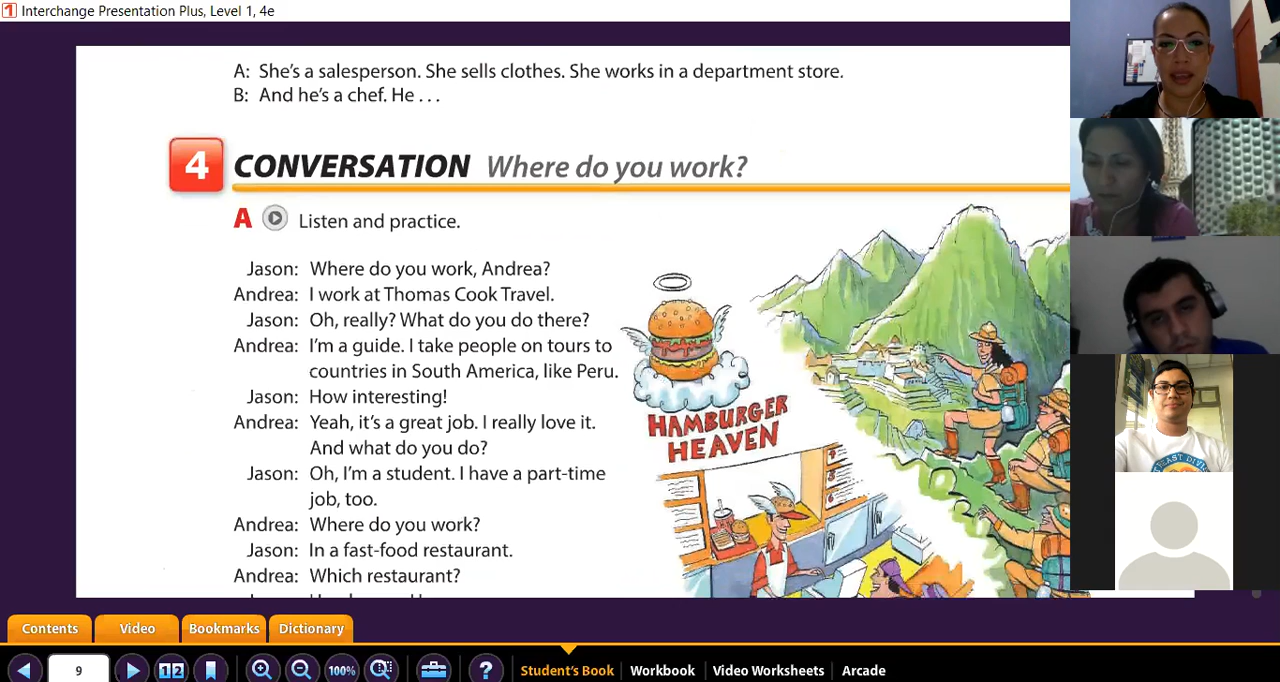 Interchange Presentation Plus, Level 1, 4e
A: She's a salesperson. She sells clothes. She works in a department store.
B: And he's a chef. He . . .
4 CONVERSATION Where do you work?
A Listen and practice.
Jason: Where do you work, Andrea?
Andrea: I work at Thomas Cook Travel.
Jason: Oh, really? What do you do there?
Andrea: I'm a guide. I take people on tours to
countries in South America, like Peru.
Jason: How interesting!
Andrea: Yeah, it's a great job. I really love it.
And what do you do?
Jason: Oh, I'm a student. I have a part-time
job, too.
Andrea: Where do you work?
Jason: In a fast-food restaurant.
Andrea: Which restaurant?
HAMBURGER
HEAVEN
Contents Video Bookmarks Dictionary
9 12 100% ? Student's Book Workbook Video Worksheets Arcade